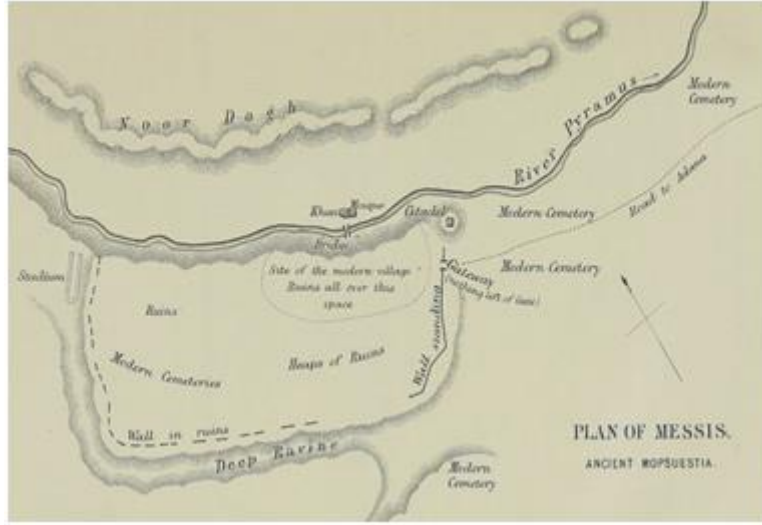 Noor Dagh
River Pyramus
Modern
Cemetery
Khan
Mosque
Citadel
Modern Cemetery
Road to Adana
Bridge
Stadium
Site of the modern village
Ruins all over this
space
Gateway
(nothing left of Gate)
Modern Cemetery
Ruins
Wall standing
Modern Cemeteries
Heaps of Ruins
Wall in ruins
Deep Ravine
Modern
Cemetery
PLAN OF MESSIS.
ANCIENT MOPSUESTIA.